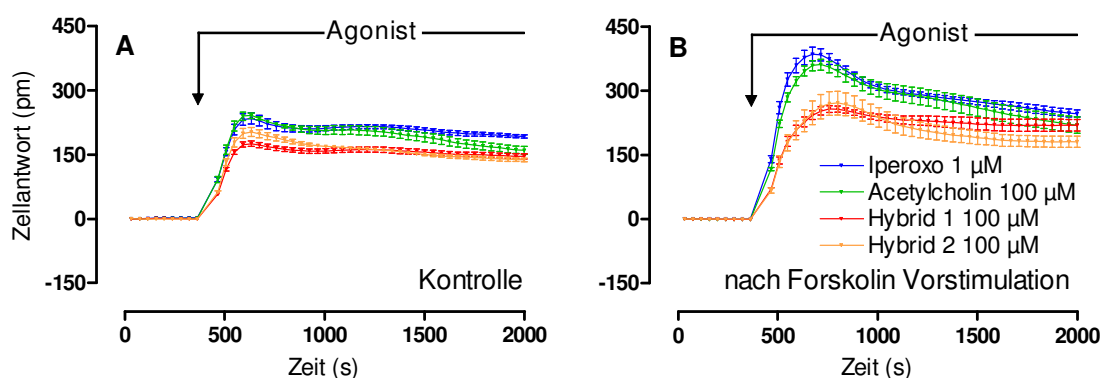 A
Agonist
Zellantwort (pm)
450
300
150
0
-150
Kontrolle
0
500
1000
1500
2000
Zeit (s)
B
Agonist
450
300
150
0
-150
Iperoxo 1 µM
Acetylcholin 100 µM
Hybrid 1 100 µM
Hybrid 2 100 µM
nach Forskolin Vorstimulation
0
500
1000
1500
2000
Zeit (s)